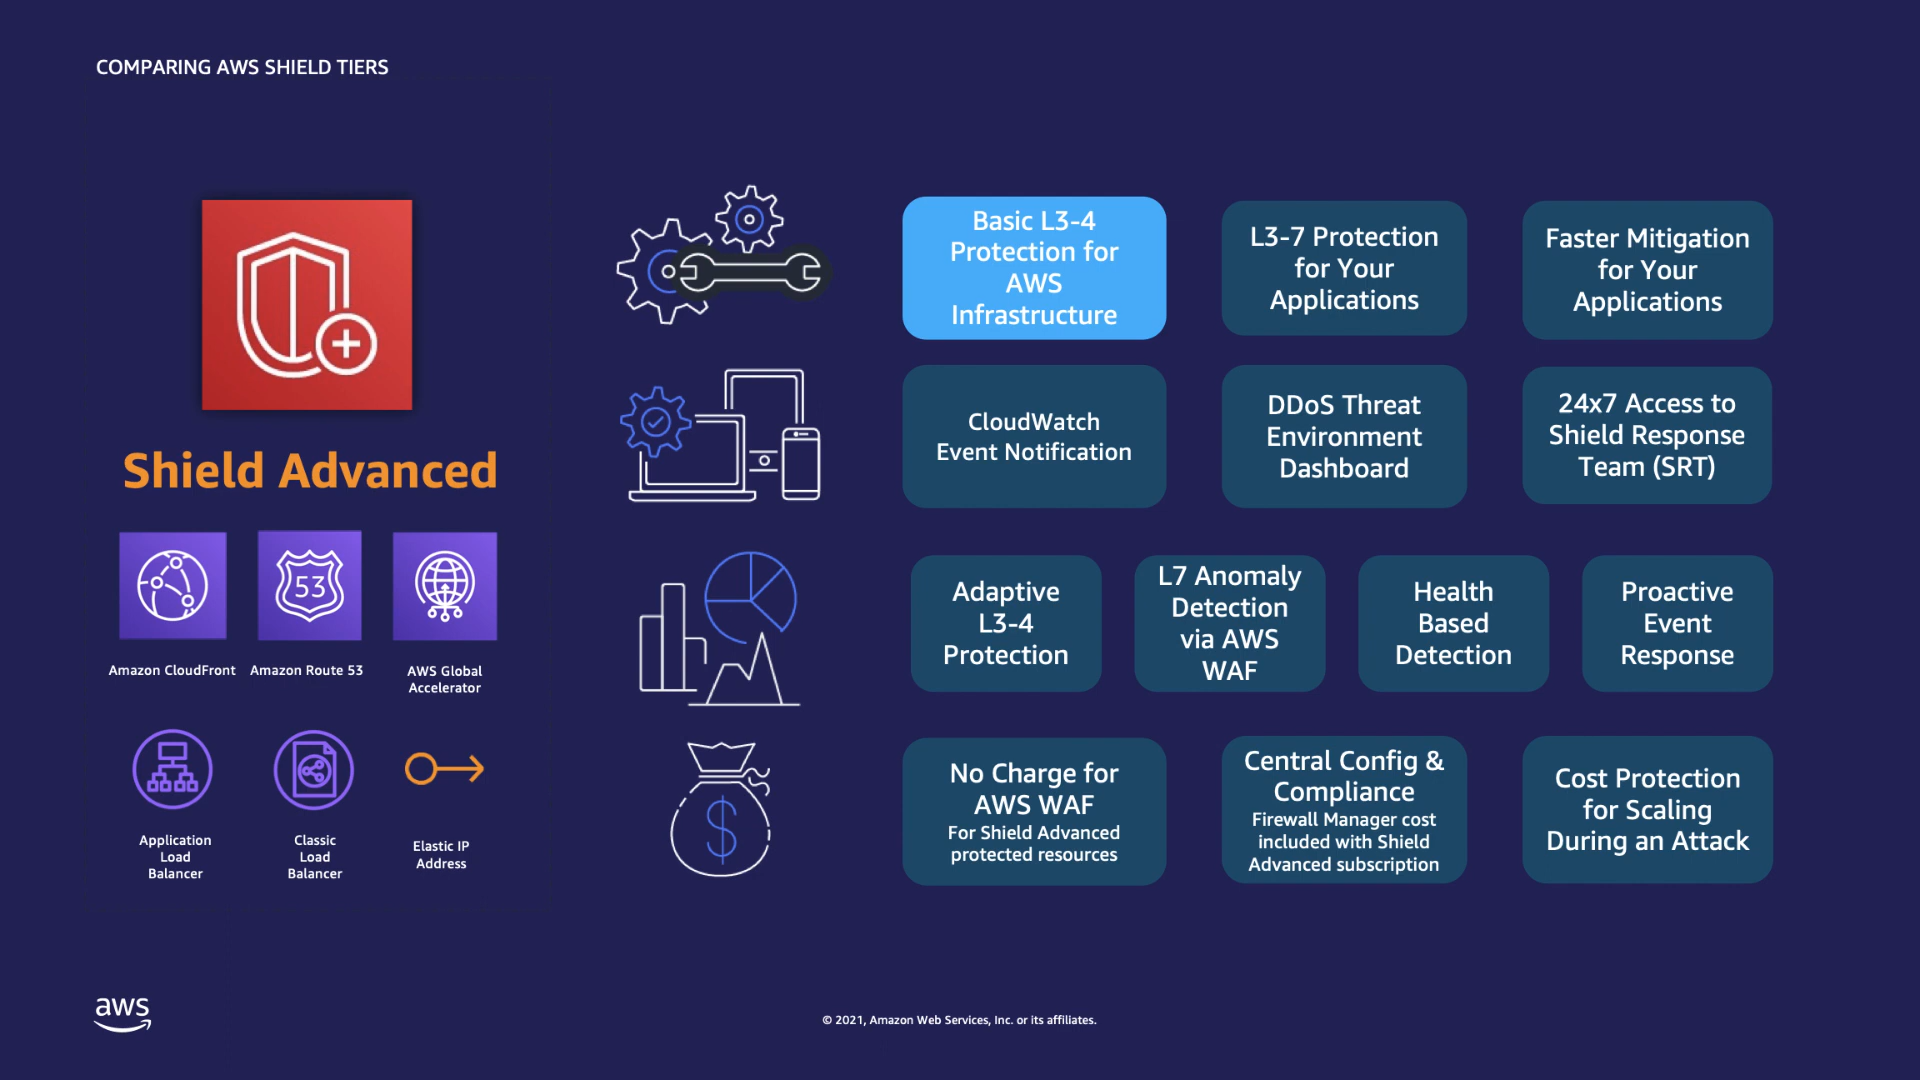 COMPARING AWS SHIELD TIERS
Shield Advanced
53
Amazon CloudFront
Amazon Route 53
AWS Global
Accelerator
Application
Load
Balancer
Classic
Load
Balancer
Elastic IP
Address
Basic L3-4
Protection for
AWS
Infrastructure
L3-7 Protection
for Your
Applications
Faster Mitigation
for Your
Applications
CloudWatch
Event Notification
DDoS Threat
Environment
Dashboard
24x7 Access to
Shield Response
Team (SRT)
Adaptive
L3-4
Protection
L7 Anomaly
Detection
via AWS
WAF
Health
Based
Detection
Proactive
Event
Response
$
No Charge for
AWS WAF
For Shield Advanced
protected resources
Central Config &
Compliance
Firewall Manager cost
included with Shield
Advanced subscription
Cost Protection
for Scaling
During an Attack
aws
© 2021, Amazon Web Services, Inc. or its affiliates.